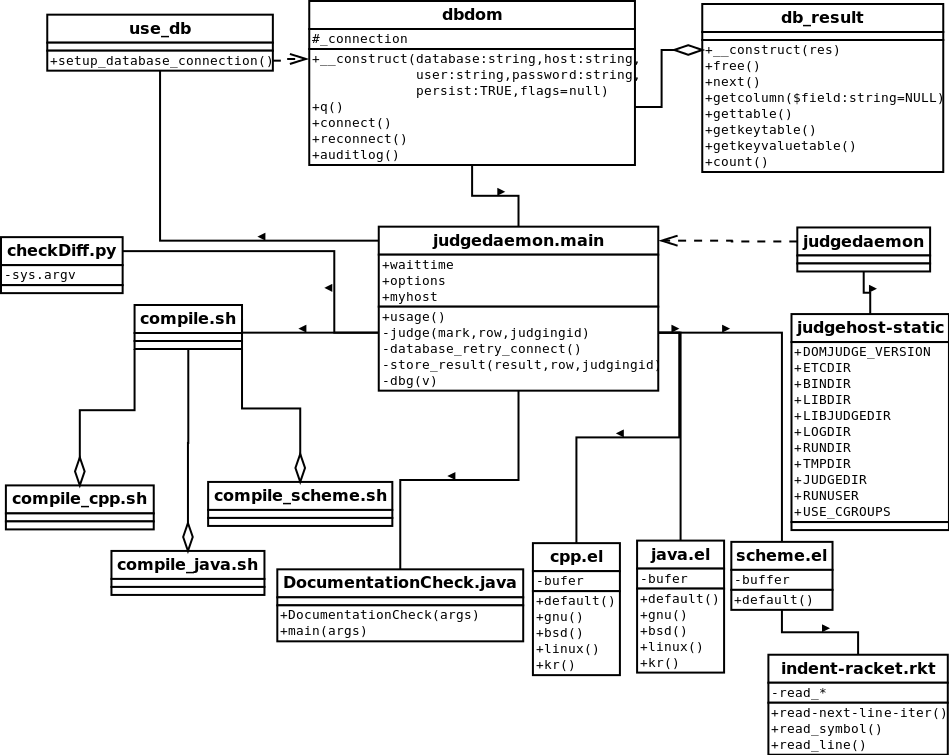 use_db
+setup_database_connection()
dbdom
#_connection
+__construct(database:string,host:string,
user:string,password:string,
persist:TRUE,flags=null)
+q()
+connect()
+reconnect()
+auditlog()
db_result
+__construct(res)
+free()
+next()
+getcolumn($field:string=NULL)
+gettable()
+getkeytable()
+getkeyvaluetable()
+count()
checkDiff.py
-sys.argv
judgedaemon.main
+waittime
+options
+myhost
+usage()
-judge(mark,row,judgingid)
-database_retry_connect()
-store_result(result,row,judgingid)
-dbg(v)
judgedaemon
judgehost-static
+DOMJUDGE_VERSION
+ETCDIR
+BINDIR
+LIBDIR
+LIBJUDGEDIR
+LOGDIR
+RUNDIR
+TMPDIR
+JUDGEDIR
+RUNUSER
+USE_CGROUPS
compile.sh
compile_cpp.sh
compile_scheme.sh
compile_java.sh
DocumentationCheck.java
+DocumentationCheck(args)
+main(args)
cpp.el
-bufer
+default()
+gnu()
+bsd()
+linux()
+kr()
java.el
-bufer
+default()
+gnu()
+bsd()
+linux()
+kr()
scheme.el
-buffer
+default()
indent-racket.rkt
-read_*
+read-next-line-iter()
+read_symbol()
+read_line()